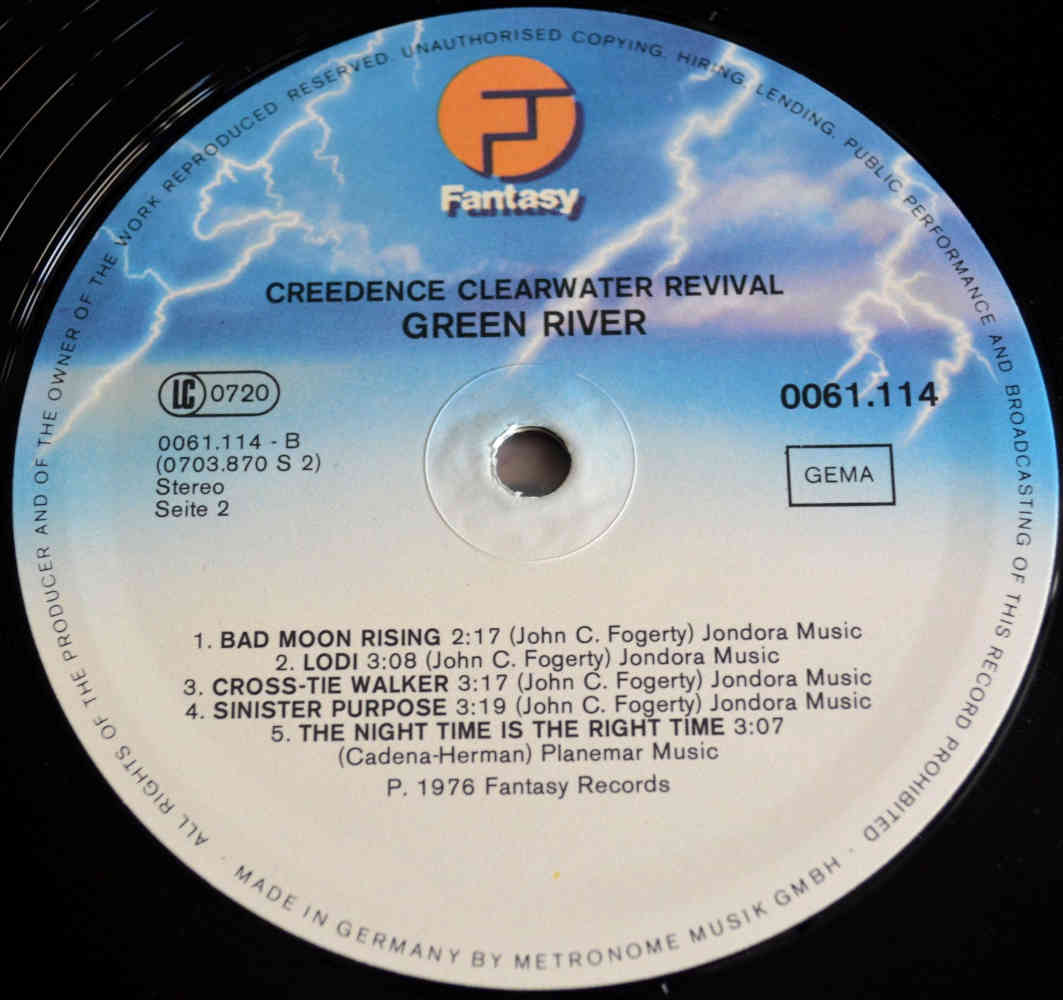 ALL RIGHTS OF THE PRODUCER AND OF THE OWNER OF THE WORK REPRODUCED RESERVED. UNAUTHORISED COPYING, HIRING, LENDING, PUBLIC PERFORMANCE AND BROADCASTING OF THIS RECORD PROHIBITED ·
Fantasy
CREEDENCE CLEARWATER REVIVAL
GREEN RIVER
LC 0720
0061.114
0061.114 - B
(0703.870 S 2)
Stereo
Seite 2
GEMA
1. BAD MOON RISING 2:17 (John C. Fogerty) Jondora Music
2. LODI 3:08 (John C. Fogerty) Jondora Music
3. CROSS-TIE WALKER 3:17 (John C. Fogerty) Jondora Music
4. SINISTER PURPOSE 3:19 (John C. Fogerty) Jondora Music
5. THE NIGHT TIME IS THE RIGHT TIME 3:07
(Cadena-Herman) Planemar Music
P. 1976 Fantasy Records
· MADE IN GERMANY BY METRONOME MUSIK GMBH